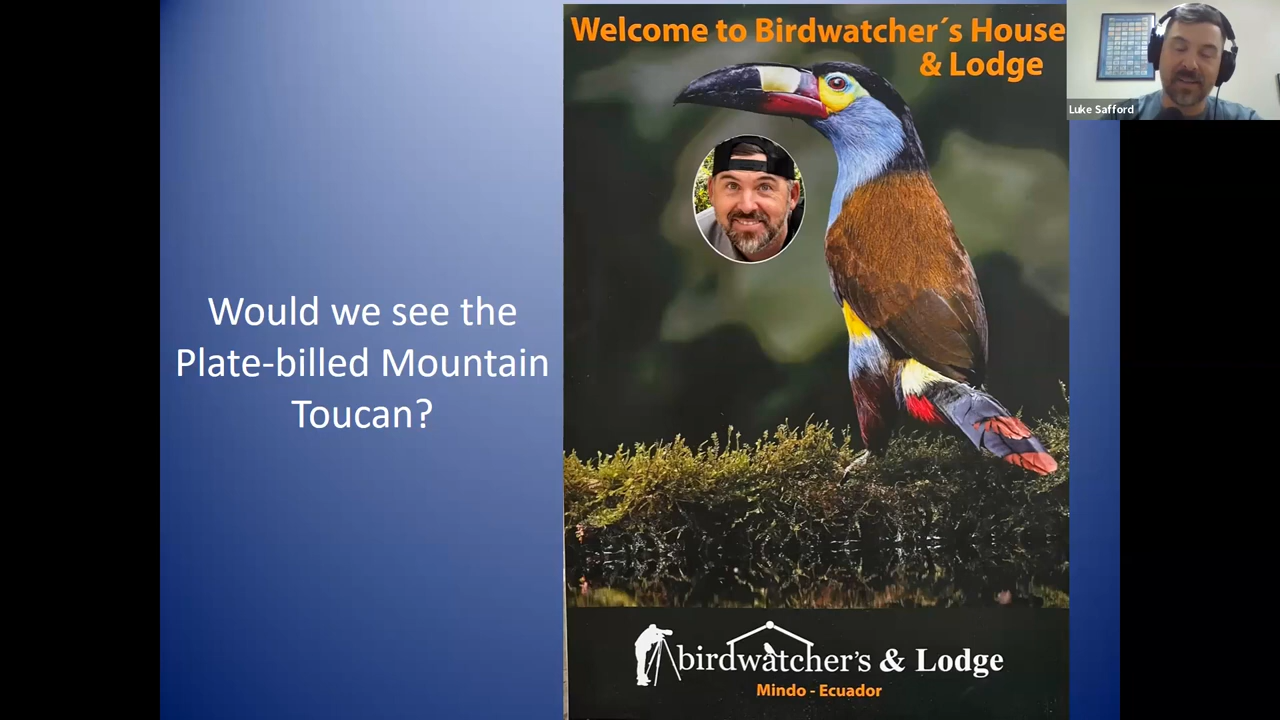 Would we see the
Plate-billed Mountain
Toucan?
Welcome to Birdwatcher´s House
& Lodge
birdwatcher's & Lodge
Mindo - Ecuador
Luke Safford